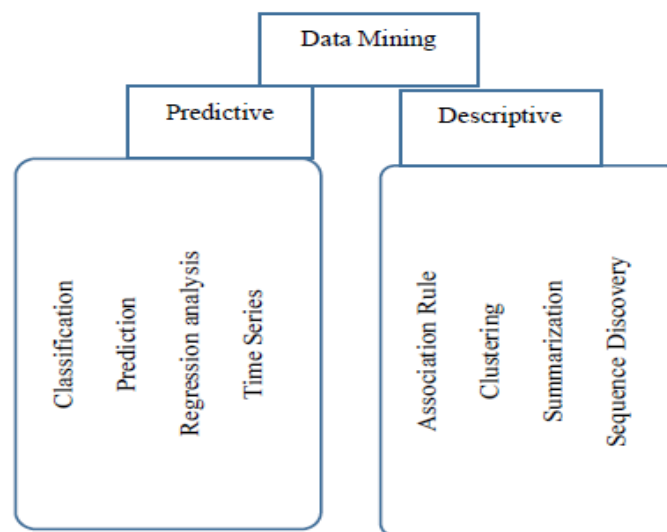 Data Mining
Predictive
Descriptive
Classification
Prediction
Regression analysis
Time Series
Association Rule
Clustering
Summarization
Sequence Discovery